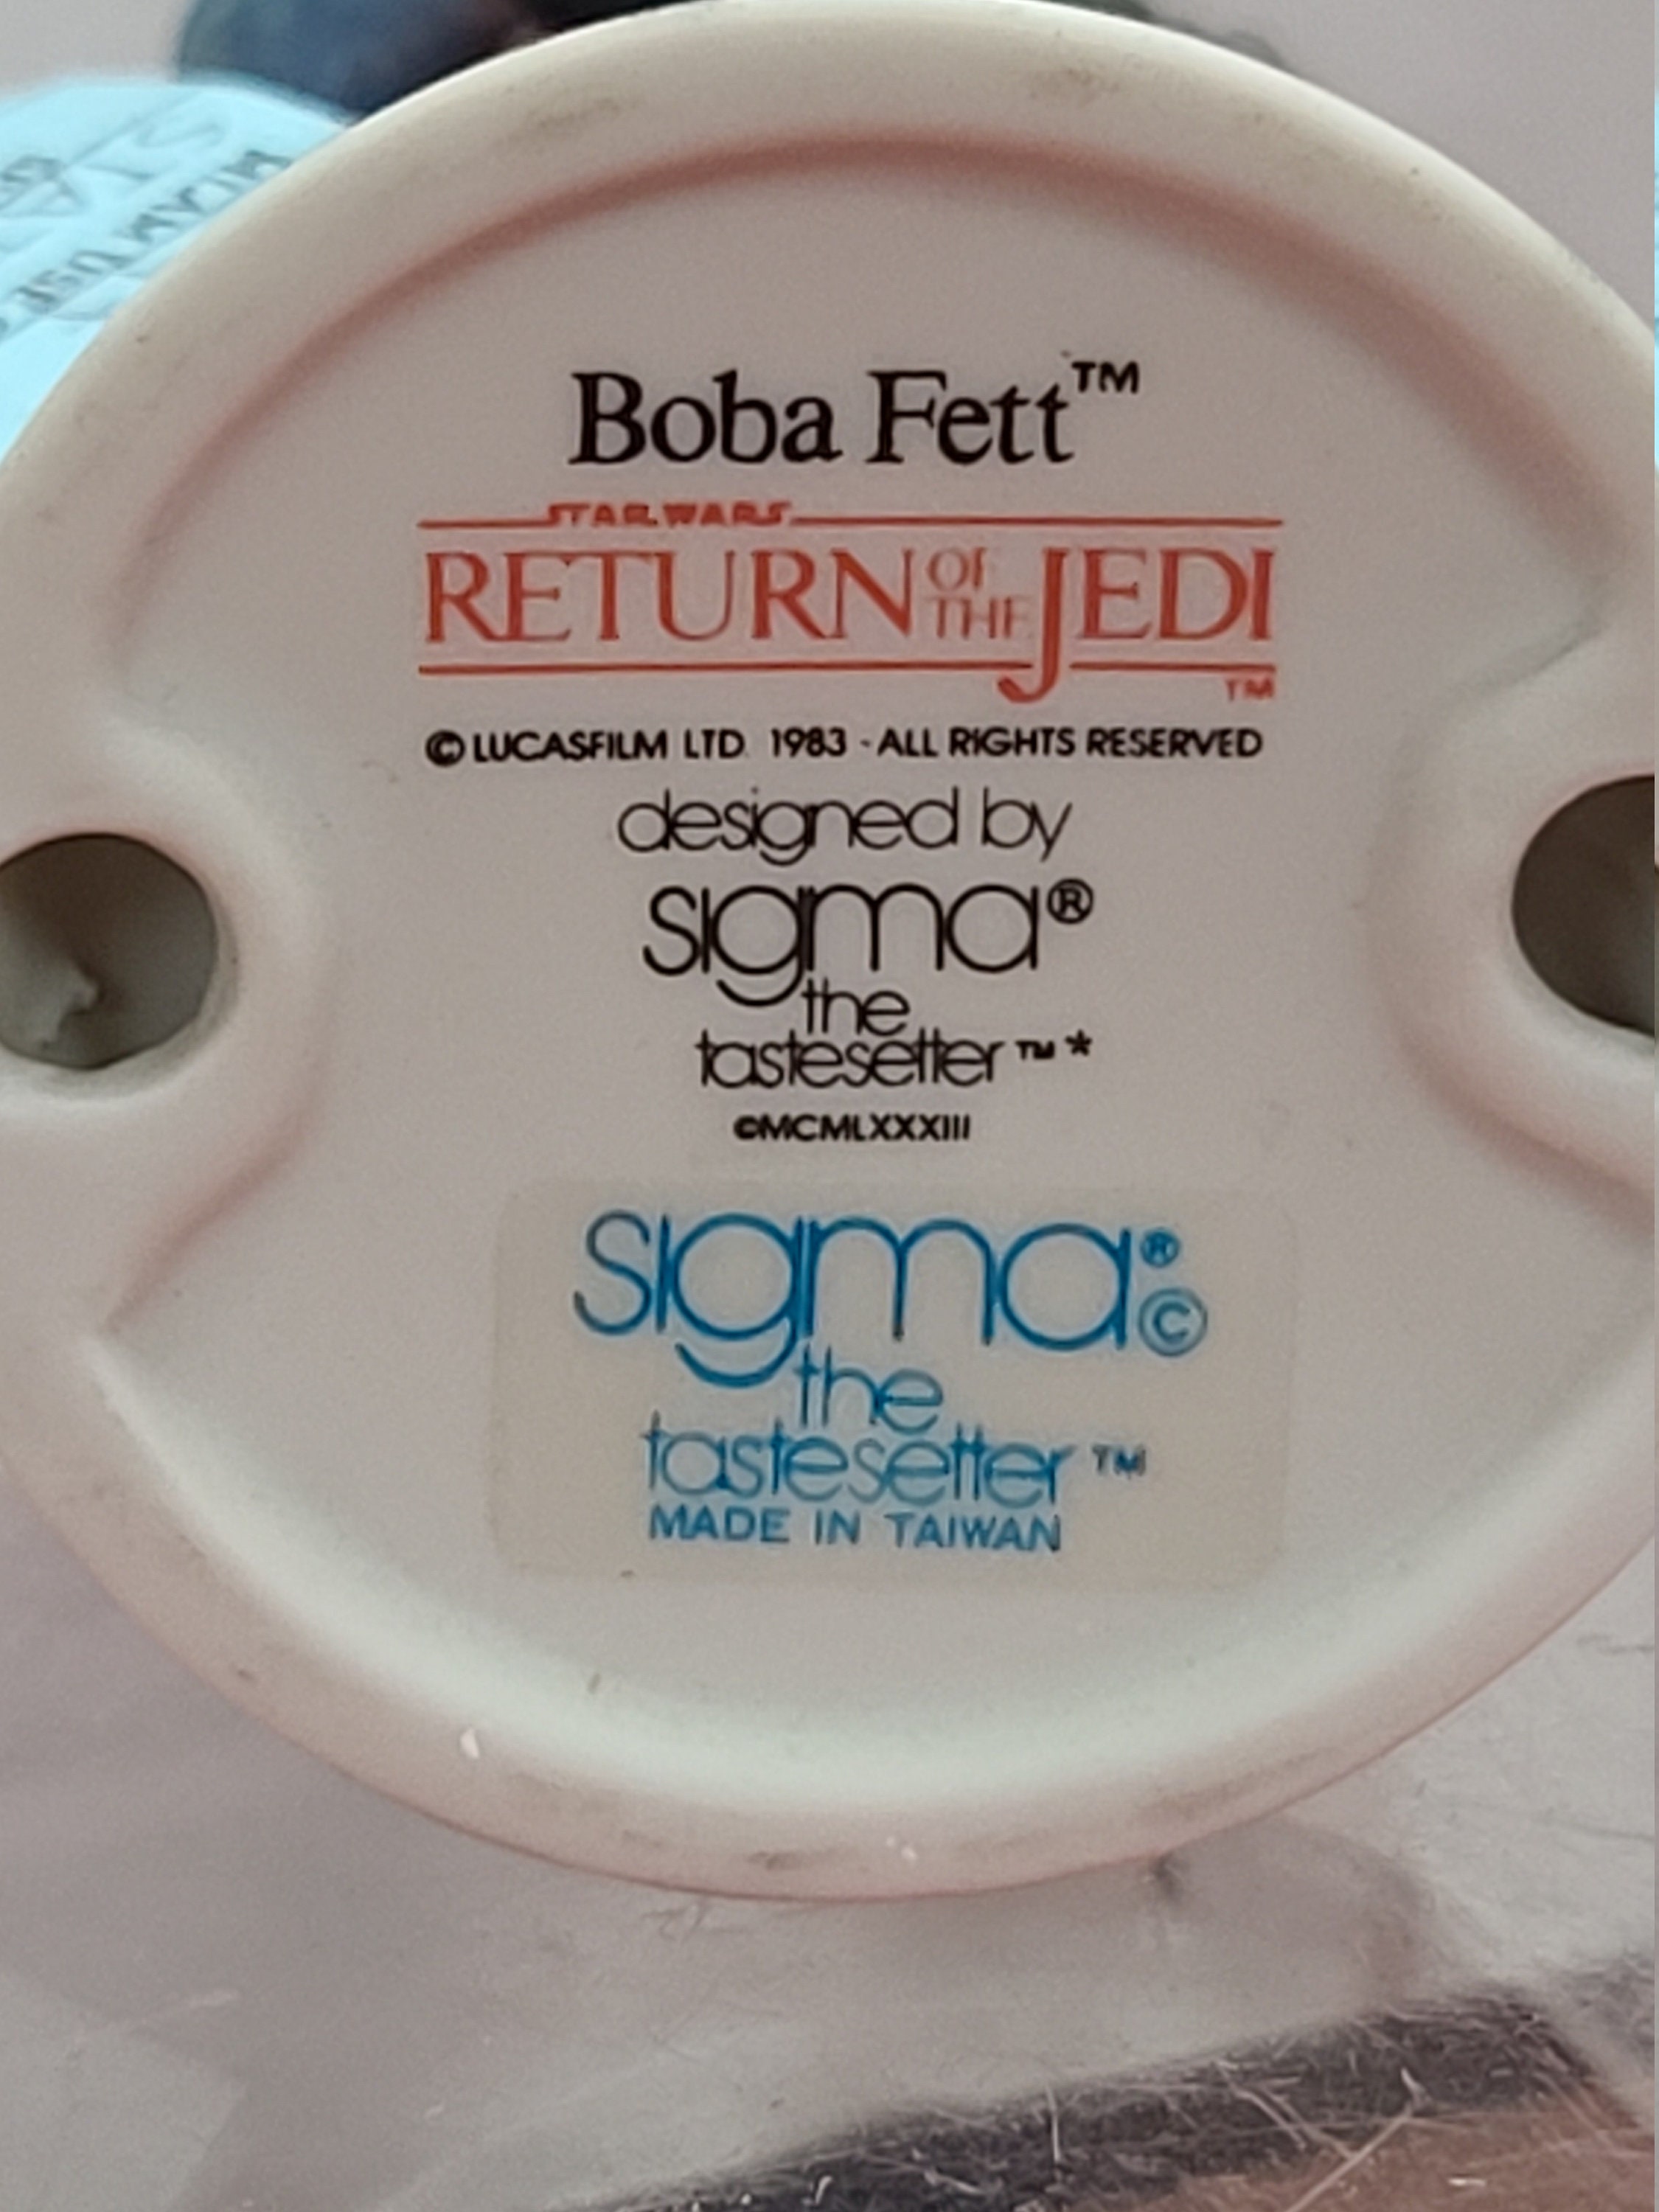 Boba Fett™
STAR WARS
RETURN OF THE JEDI
™
© LUCASFILM LTD 1983 - ALL RIGHTS RESERVED
designed by
sigma®
the
tastesetter™*
©MCMLXXXIII
sigma®©
the
tastesetter™
MADE IN TAIWAN